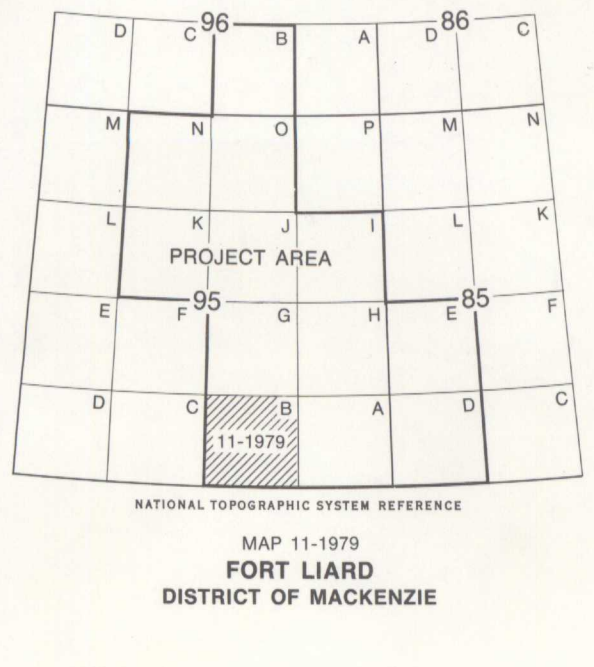 D C 96 B A D 86 C
M N O P M N
L K J I L K
PROJECT AREA
E F 95 G H E 85 F
D C B A D C
11-1979
NATIONAL TOPOGRAPHIC SYSTEM REFERENCE
MAP 11-1979
FORT LIARD
DISTRICT OF MACKENZIE